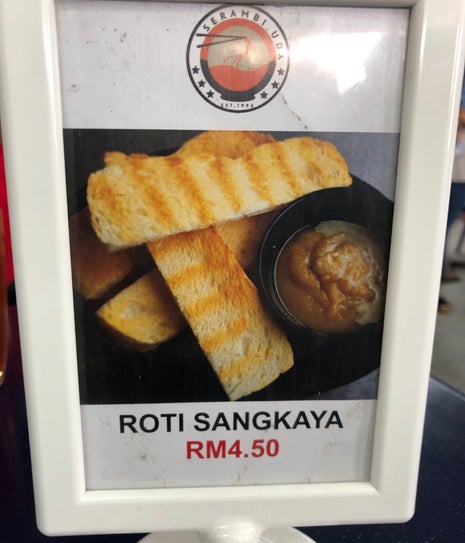 SERAMBI UDA
EST.1993
ROTI SANGKAYA
RM4.50